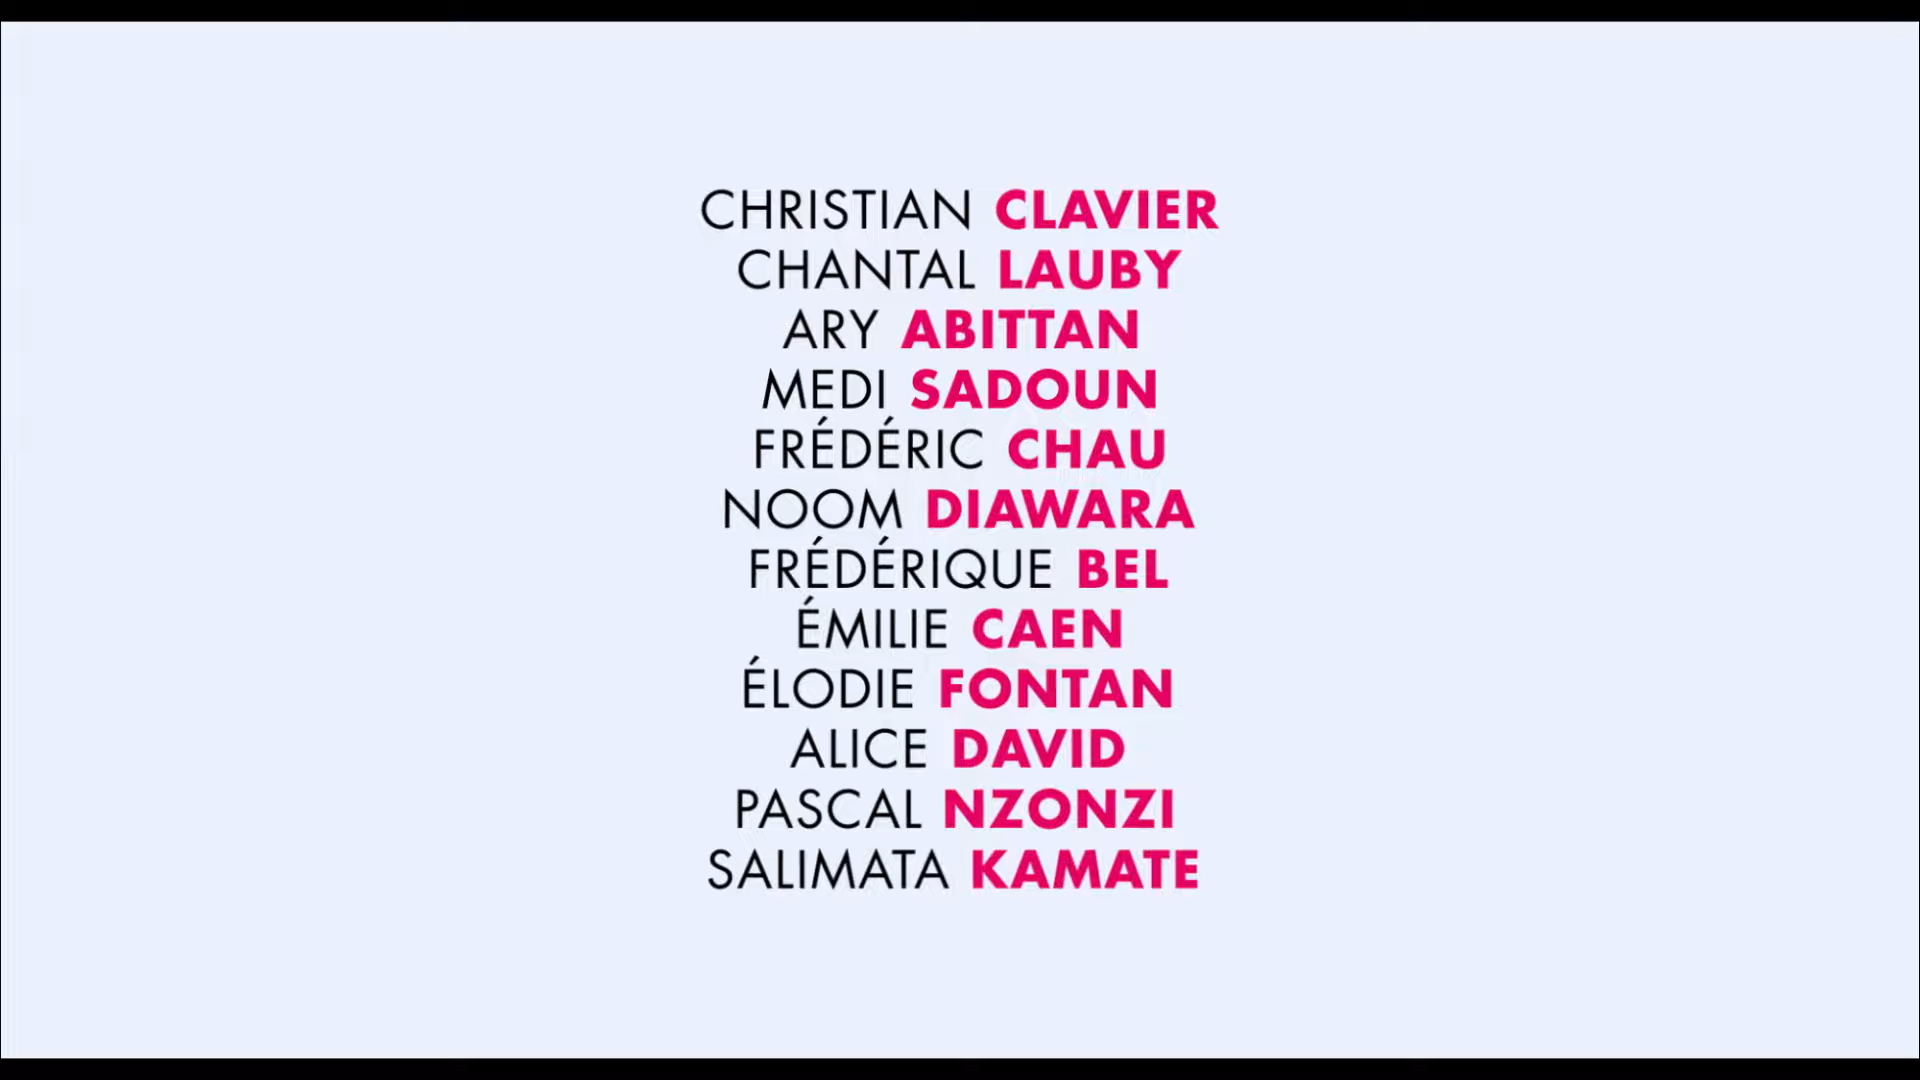 CHRISTIAN CLAVIER
CHANTAL LAUBY
ARY ABITTAN
MEDI SADOUN
FRÉDÉRIC CHAU
NOOM DIAWARA
FRÉDÉRIQUE BEL
ÉMILIE CAEN
ÉLODIE FONTAN
ALICE DAVID
PASCAL NZONZI
SALIMATA KAMATE